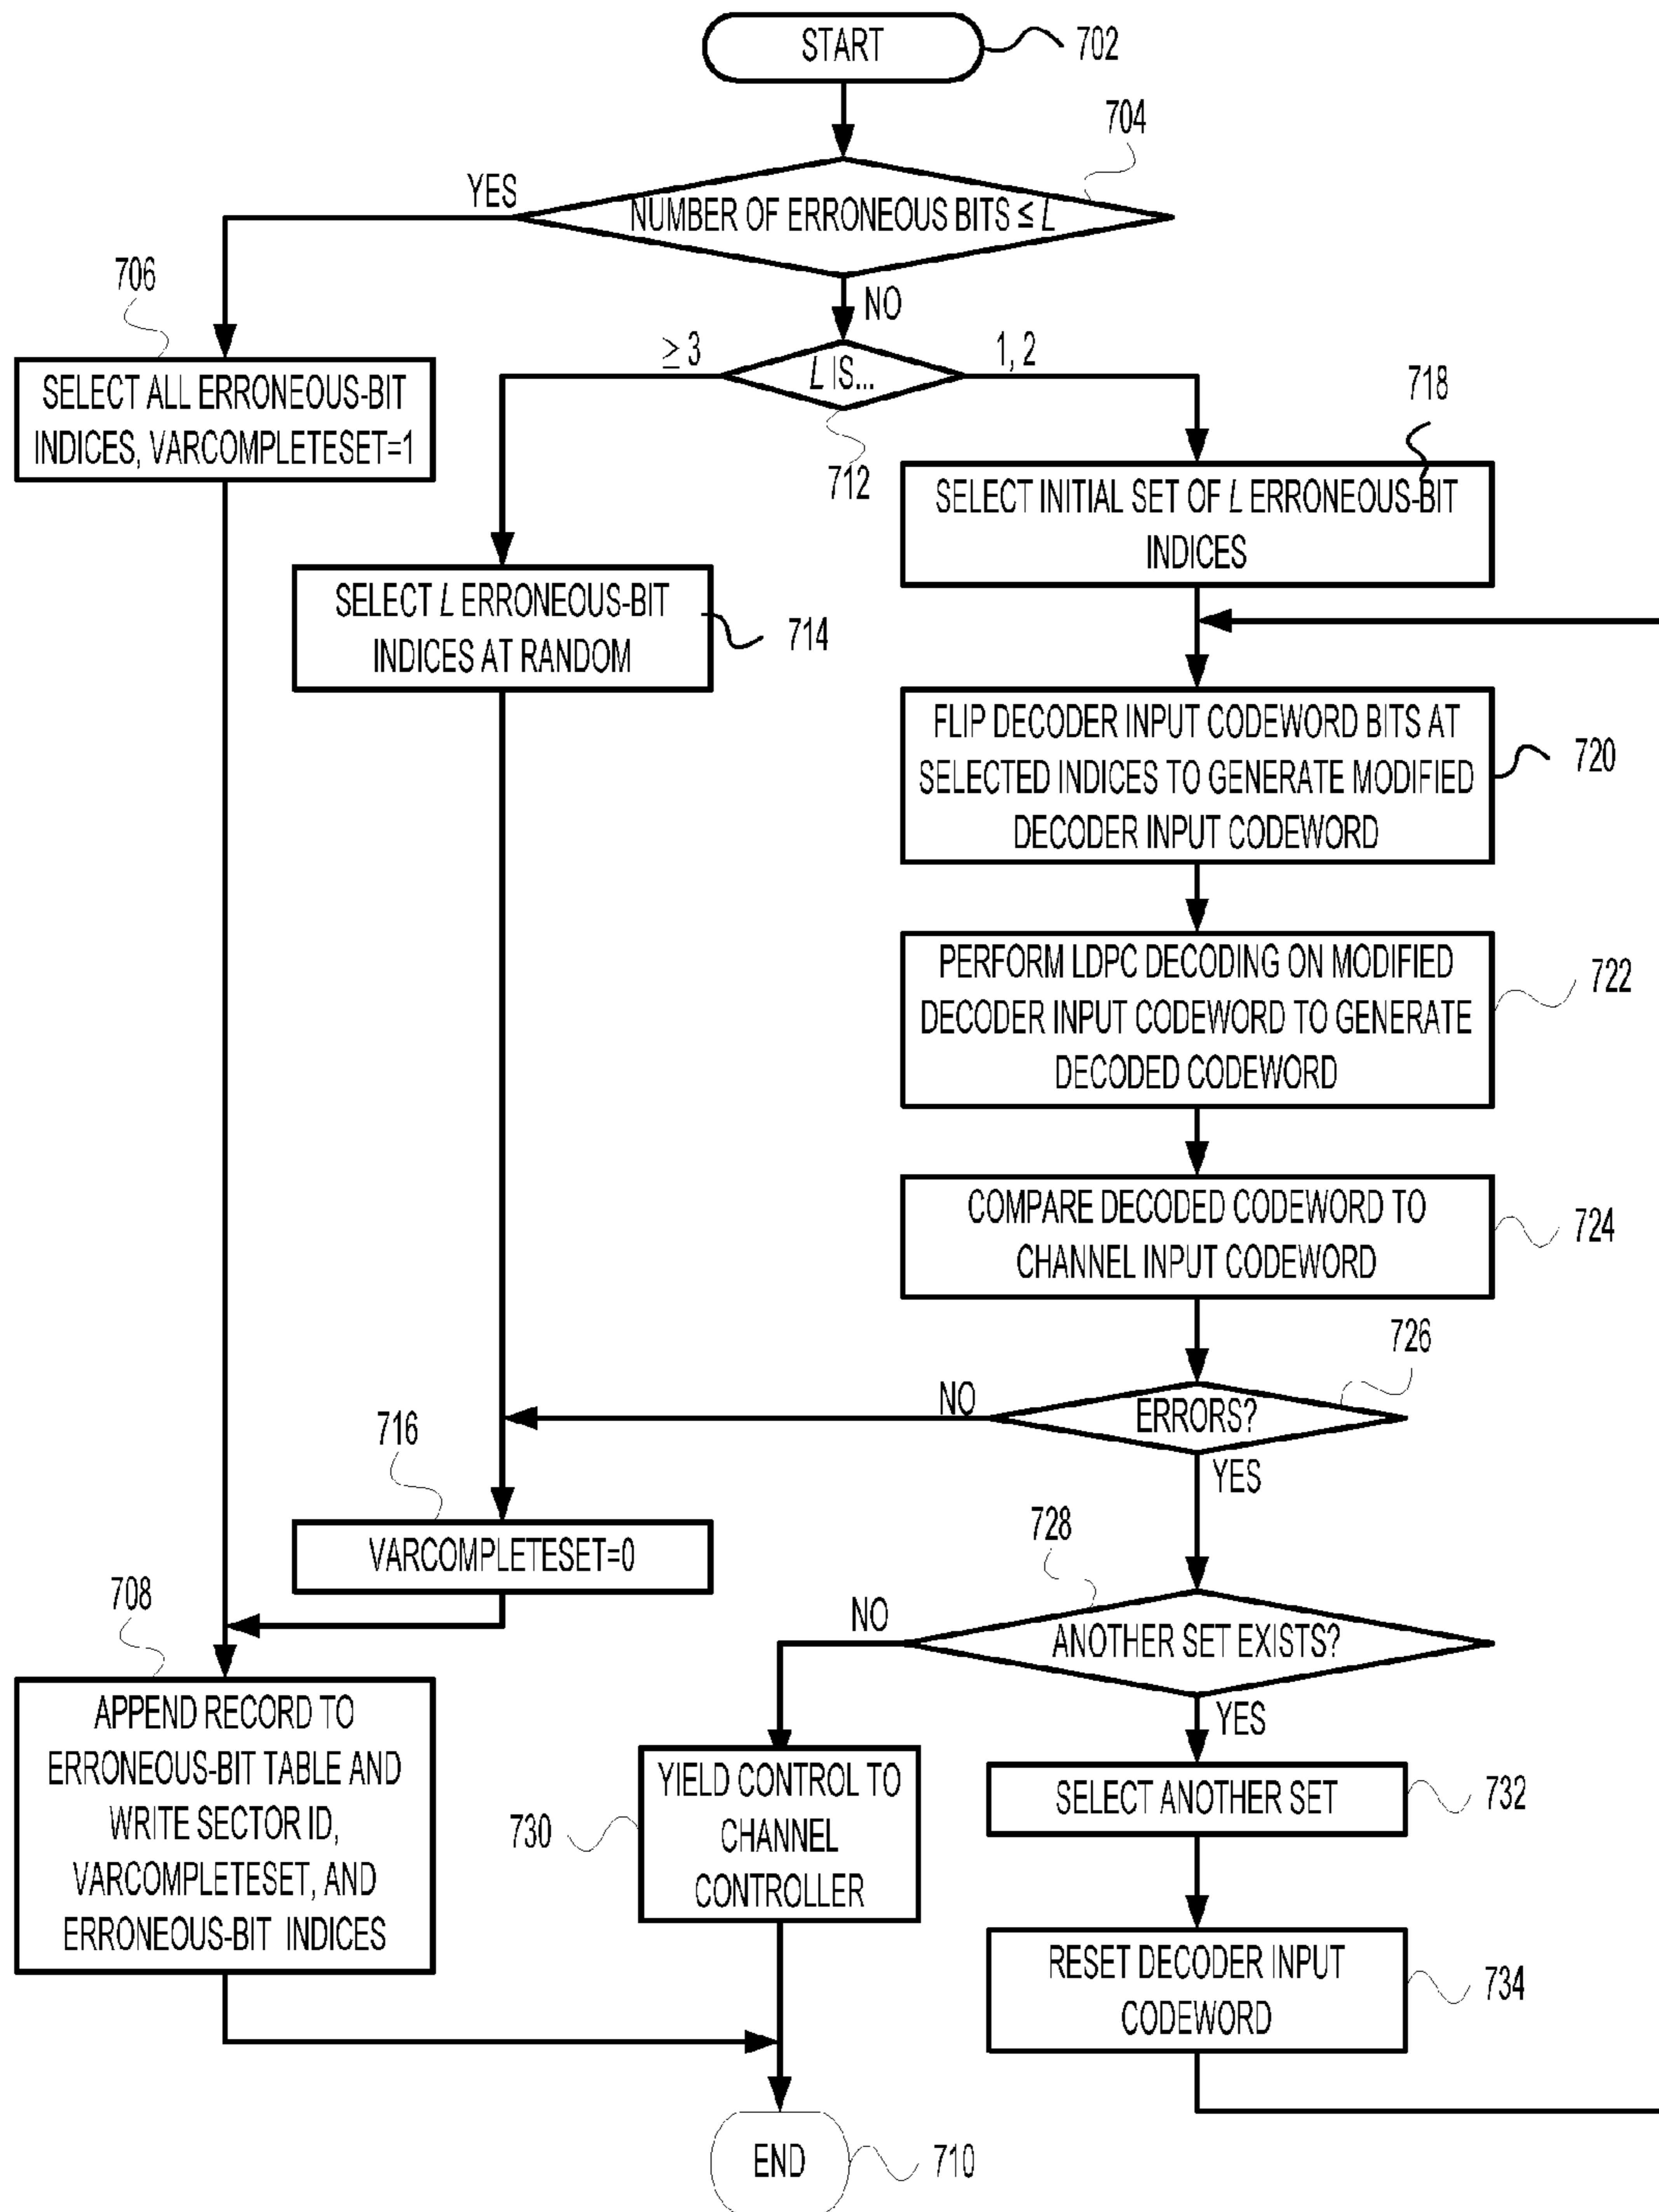 START
702
704
YES
NUMBER OF ERRONEOUS BITS ≤ L
706
NO
≥ 3
L IS...
1, 2
712
SELECT ALL ERRONEOUS-BIT
INDICES, VARCOMPLETESET=1
718
SELECT INITIAL SET OF L ERRONEOUS-BIT
INDICES
SELECT L ERRONEOUS-BIT
INDICES AT RANDOM
714
FLIP DECODER INPUT CODEWORD BITS AT
SELECTED INDICES TO GENERATE MODIFIED
DECODER INPUT CODEWORD
720
PERFORM LDPC DECODING ON MODIFIED
DECODER INPUT CODEWORD TO GENERATE
DECODED CODEWORD
722
COMPARE DECODED CODEWORD TO
CHANNEL INPUT CODEWORD
724
726
NO
ERRORS?
YES
716
VARCOMPLETESET=0
728
NO
ANOTHER SET EXISTS?
YES
708
APPEND RECORD TO
ERRONEOUS-BIT TABLE AND
WRITE SECTOR ID,
VARCOMPLETESET, AND
ERRONEOUS-BIT INDICES
730
YIELD CONTROL TO
CHANNEL
CONTROLLER
SELECT ANOTHER SET
732
RESET DECODER INPUT
CODEWORD
734
END
710